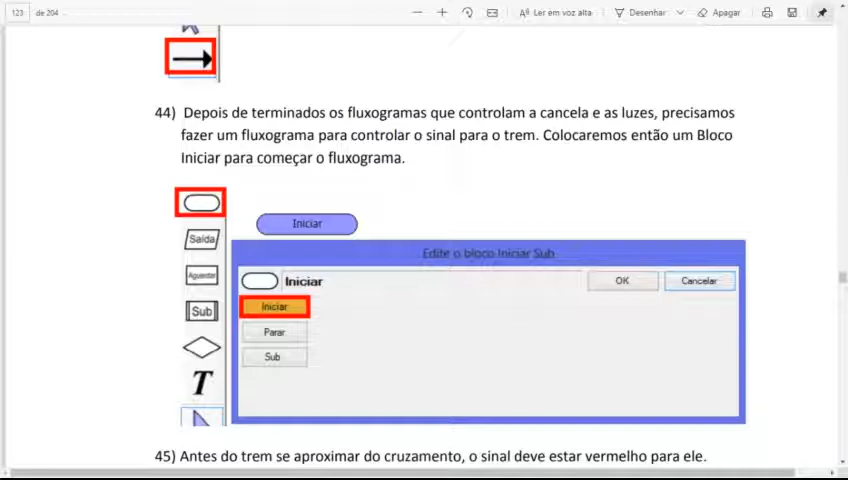 123 de 204
Ler em voz alta
Desenhar
Apagar
44) Depois de terminados os fluxogramas que controlam a cancela e as luzes, precisamos
fazer um fluxograma para controlar o sinal para o trem. Colocaremos então um Bloco
Iniciar para começar o fluxograma.
Iniciar
Saída
Edite o bloco Iniciar Sub
Aguardar
Iniciar
OK
Cancelar
Iniciar
Sub
Parar
Sub
T
45) Antes do trem se aproximar do cruzamento, o sinal deve estar vermelho para ele.